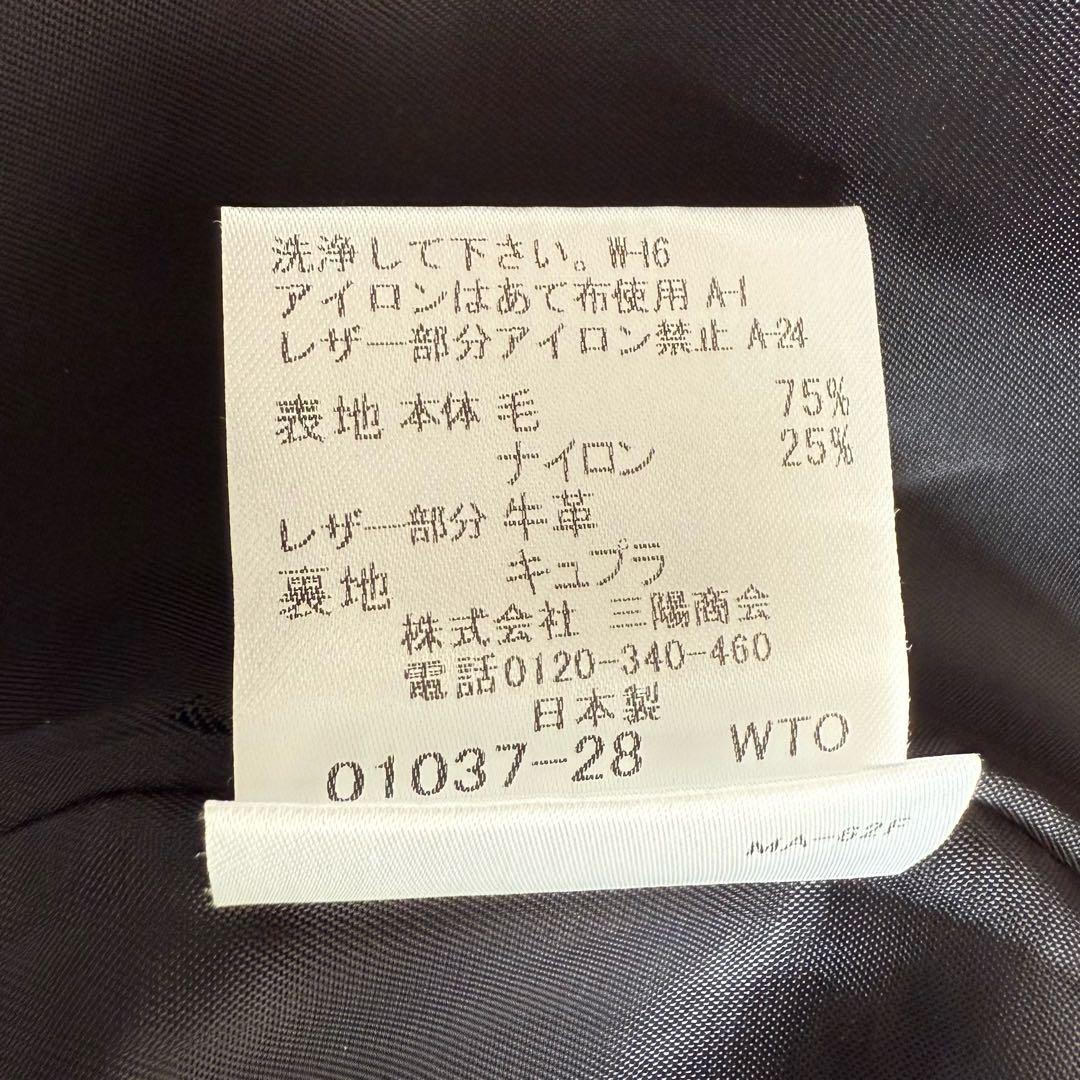 洗浄して下さい。W-16
アイロンはあて布使用 A-1
レザー部分アイロン禁止 A-24
表地 本体 毛 75%
ナイロン 25%
レザー部分 牛革
裏地 キュプラ
株式会社 三陽商会
電話0120-340-460
日本製
01037-28 WTO